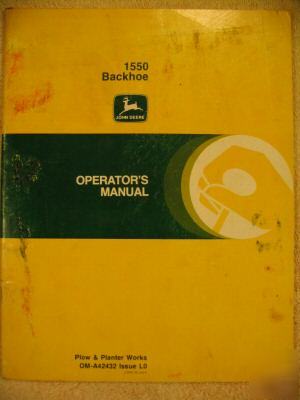 1550
Backhoe
JOHN DEERE
OPERATOR'S
MANUAL
Plow & Planter Works
OM-A42432 Issue L0